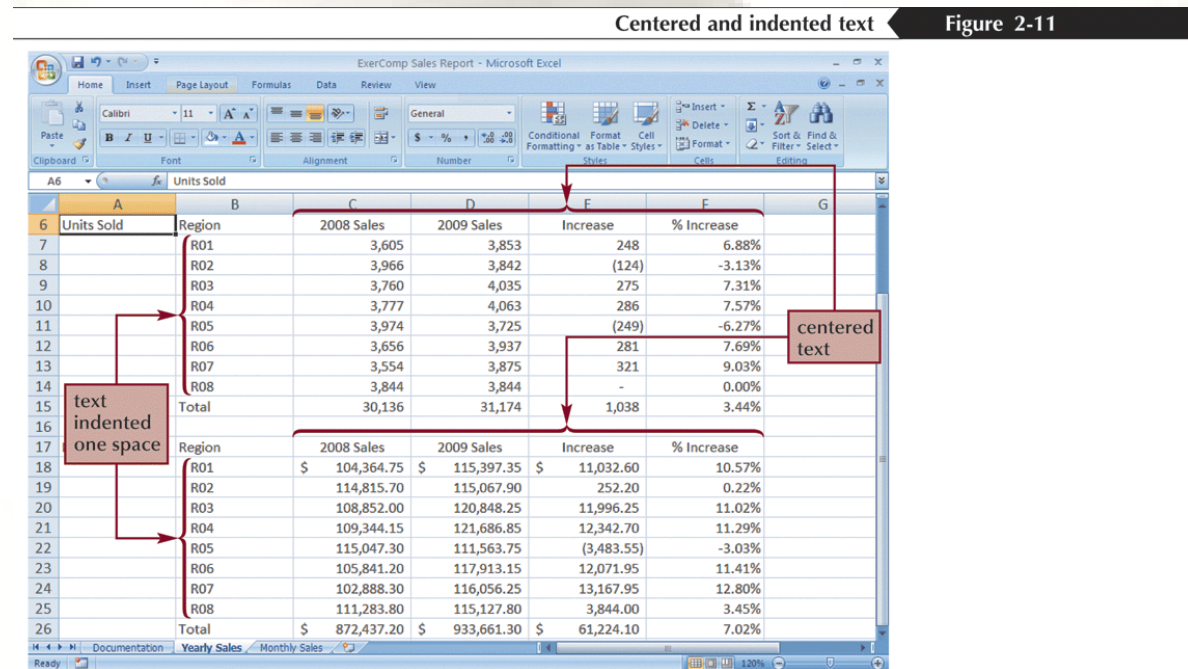 Centered and indented text Figure 2-11
ExerComp Sales Report - Microsoft Excel
Home Insert Page Layout Formulas Data Review View
Calibri 11 A A General Insert Σ
Paste B I U A $ % , Conditional Formatting Format as Table Cell Styles Delete Format Sort & Filter Find & Select
Clipboard Font Alignment Number Styles Cells Editing
A6 fx Units Sold
A B C D E F G
6 Units Sold Region 2008 Sales 2009 Sales Increase % Increase
7 R01 3,605 3,853 248 6.88%
8 R02 3,966 3,842 (124) -3.13%
9 R03 3,760 4,035 275 7.31%
10 R04 3,777 4,063 286 7.57%
11 R05 3,974 3,725 (249) -6.27%
12 R06 3,656 3,937 281 7.69%
13 R07 3,554 3,875 321 9.03%
14 R08 3,844 3,844 - 0.00%
15 Total 30,136 31,174 1,038 3.44%
16
17 Region 2008 Sales 2009 Sales Increase % Increase
18 R01 $ 104,364.75 $ 115,397.35 $ 11,032.60 10.57%
19 R02 114,815.70 115,067.90 252.20 0.22%
20 R03 108,852.00 120,848.25 11,996.25 11.02%
21 R04 109,344.15 121,686.85 12,342.70 11.29%
22 R05 115,047.30 111,563.75 (3,483.55) -3.03%
23 R06 105,841.20 117,913.15 12,071.95 11.41%
24 R07 102,888.30 116,056.25 13,167.95 12.80%
25 R08 111,283.80 115,127.80 3,844.00 3.45%
26 Total $ 872,437.20 $ 933,661.30 $ 61,224.10 7.02%
centered
text
text
indented
one space
Documentation Yearly Sales Monthly Sales
Ready 120%